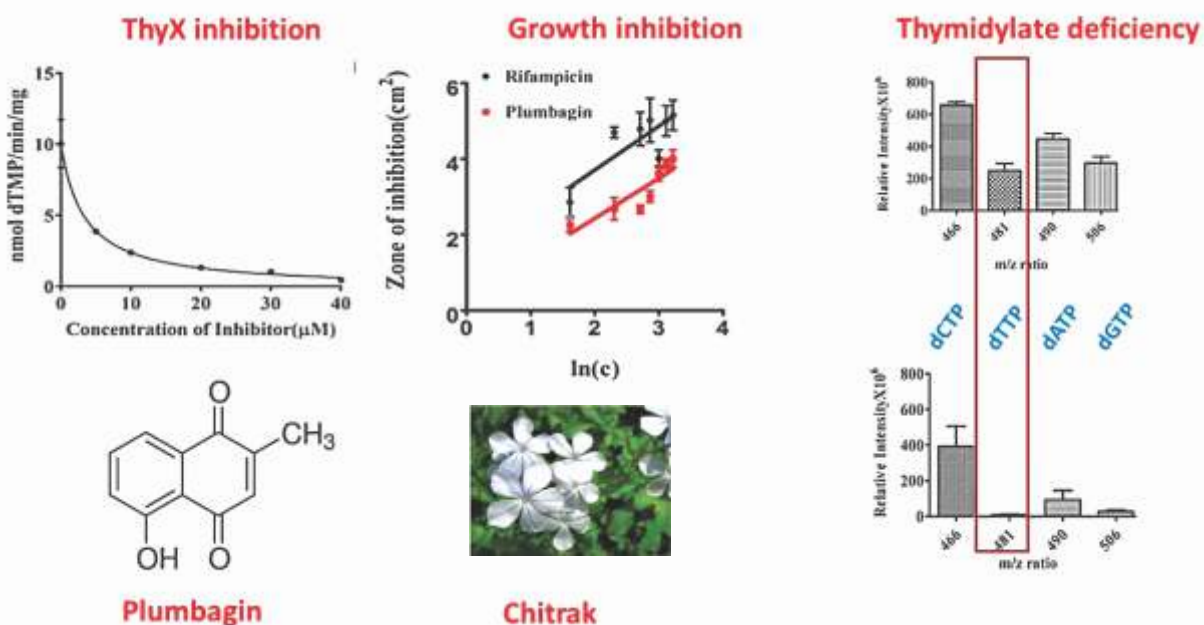 ThyX inhibition
nmol dTMP/min/mg
15
10
5
0
0 10 20 30 40
Concentration of Inhibitor(μM)
Growth inhibition
Zone of inhibition(cm²)
Rifampicin
Plumbagin
6
4
2
0
0 1 2 3 4
ln(c)
Thymidylate deficiency
Relative IntensityX10⁶
800
600
400
200
0
466 481 490 506
m/z ratio
dCTP dTTP dATP dGTP
Relative IntensityX10⁶
800
600
400
200
0
466 481 490 506
m/z ratio
O
CH₃
OH O
Plumbagin
Chitrak